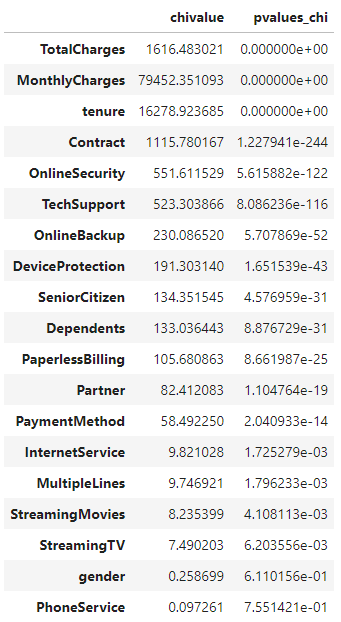 chivalue pvalues_chi
TotalCharges 1616.483021 0.000000e+00
MonthlyCharges 79452.351093 0.000000e+00
tenure 16278.923685 0.000000e+00
Contract 1115.780167 1.227941e-244
OnlineSecurity 551.611529 5.615882e-122
TechSupport 523.303866 8.086236e-116
OnlineBackup 230.086520 5.707869e-52
DeviceProtection 191.303140 1.651539e-43
SeniorCitizen 134.351545 4.576959e-31
Dependents 133.036443 8.876729e-31
PaperlessBilling 105.680863 8.661987e-25
Partner 82.412083 1.104764e-19
PaymentMethod 58.492250 2.040933e-14
InternetService 9.821028 1.725279e-03
MultipleLines 9.746921 1.796233e-03
StreamingMovies 8.235399 4.108113e-03
StreamingTV 7.490203 6.203556e-03
gender 0.258699 6.110156e-01
PhoneService 0.097261 7.551421e-01